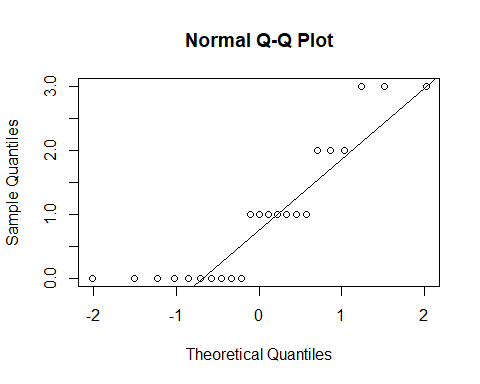 Normal Q-Q Plot
Sample Quantiles
3.0
2.0
1.0
0.0
-2 -1 0 1 2
Theoretical Quantiles